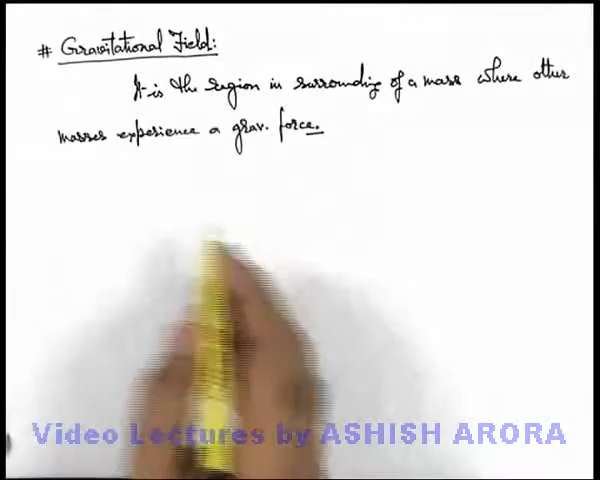 # Gravitational Field:
It is the region in surrounding of a mass where other
masses experience a grav. force.
Video Lectures by ASHISH ARORA